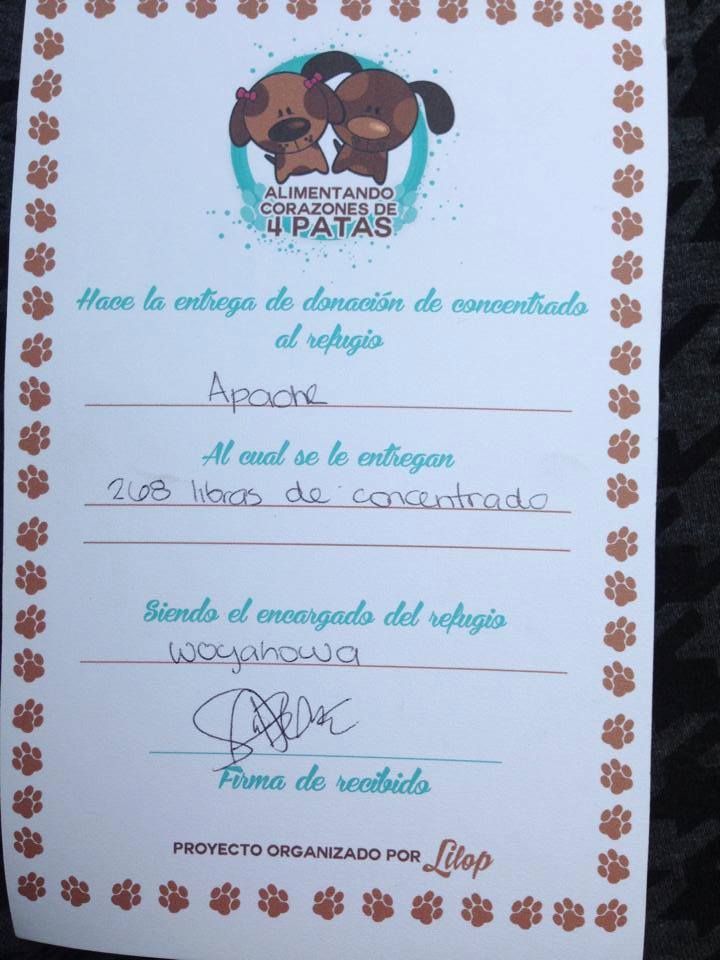 ALIMENTANDO
CORAZONES DE
4 PATAS
Hace la entrega de donación de concentrado
al refugio
Apache
Al cual se le entregan
268 libras de concentrado
Siendo el encargado del refugio
woyahowa
Firma de recibido
PROYECTO ORGANIZADO POR Lilop